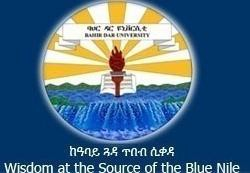 ባሕር ዳር ዩኒቨርሲቲ
BAHIR DAR UNIVERSITY
ከዓባይ ጓዳ ጥበብ ሲቀዳ
Wisdom at the Source of the Blue Nile